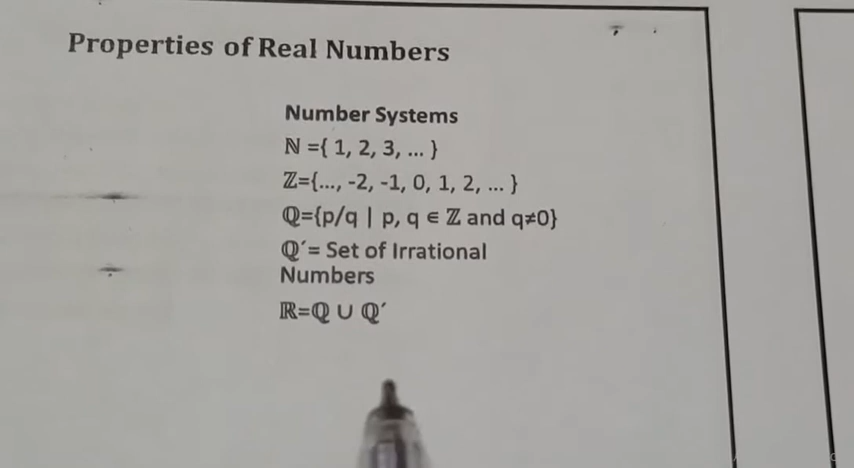 Properties of Real Numbers
Number Systems
ℕ ={ 1, 2, 3, ... }
ℤ={..., -2, -1, 0, 1, 2, ... }
ℚ={p/q | p, q ∈ ℤ and q≠0}
ℚ´= Set of Irrational
Numbers
ℝ=ℚ ∪ ℚ´